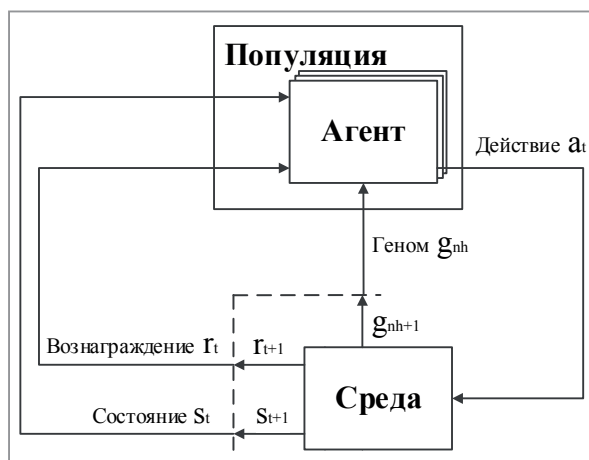 Популяция
Агент
Действие at
Геном gnh
gnh+1
Вознаграждение rt
rt+1
Среда
Состояние st
st+1